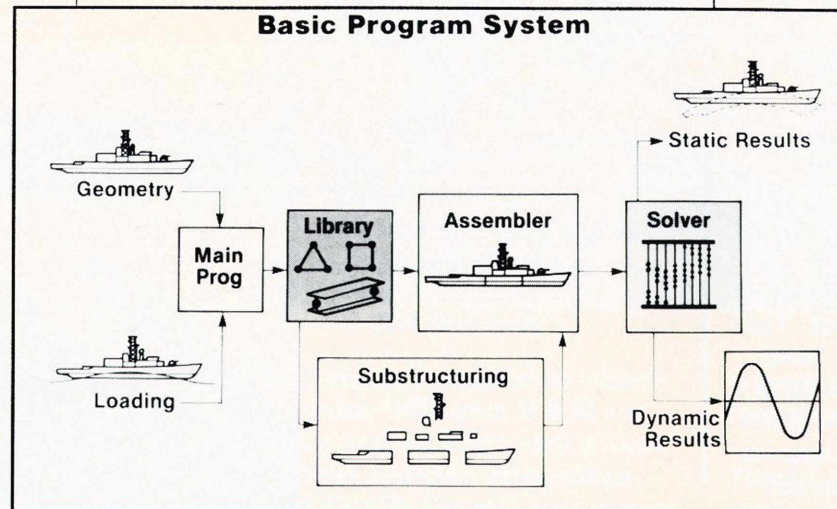 Basic Program System
Static Results
Geometry
Main
Prog
Library
Assembler
Solver
Loading
Substructuring
Dynamic
Results